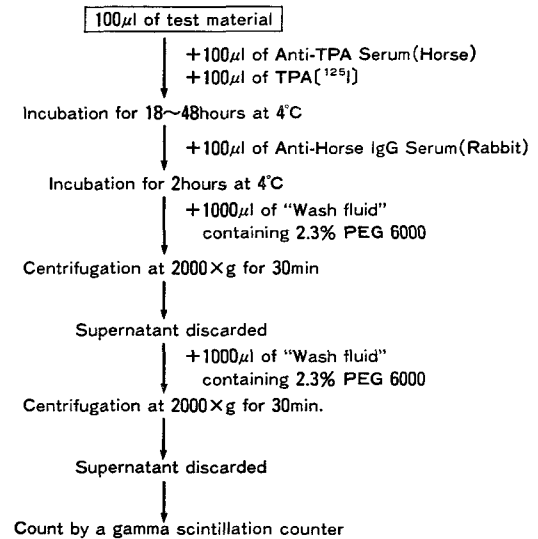 100μl of test material
+100μl of Anti-TPA Serum(Horse)
+100μl of TPA[¹²⁵I]
Incubation for 18~48hours at 4℃
+100μl of Anti-Horse IgG Serum(Rabbit)
Incubation for 2hours at 4℃
+1000μl of “Wash fluid”
containing 2.3% PEG 6000
Centrifugation at 2000×g for 30min
Supernatant discarded
+1000μl of “Wash fluid”
containing 2.3% PEG 6000
Centrifugation at 2000×g for 30min.
Supernatant discarded
Count by a gamma scintillation counter